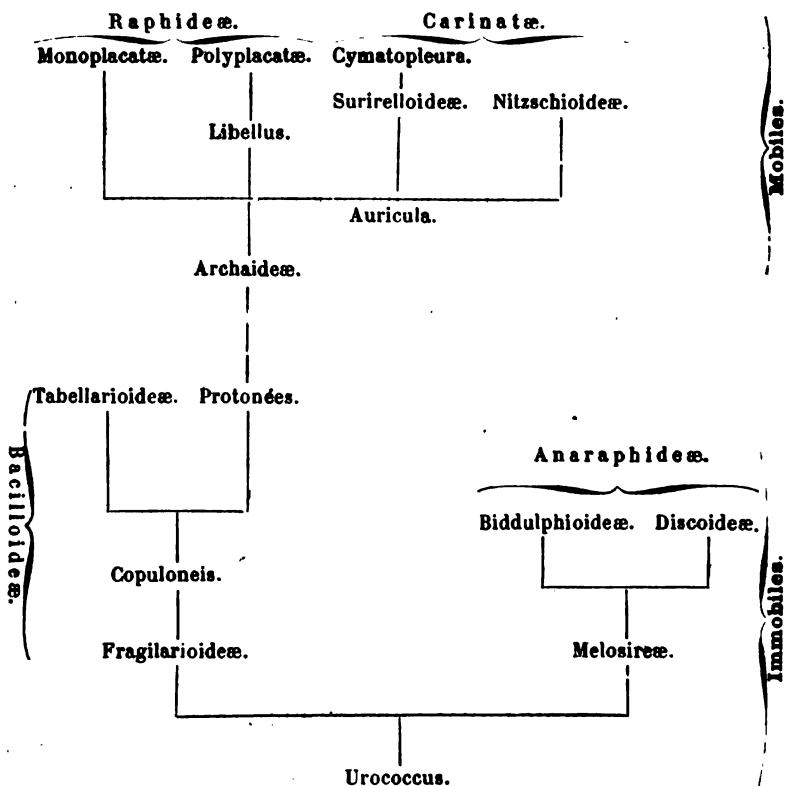 Raphideæ. Carinatæ.
Monoplacatæ. Polyplacatæ. Cymatopleura.
Surirelloideæ. Nitzschioideæ.
Libellus.
Mobiles.
Auricula.
Archaideæ.
Tabellarioideæ. Protonées.
Bacilloideæ.
Anaraphideæ.
Biddulphioideæ. Discoideæ.
Copuloneis.
Immobiles.
Fragilarioideæ. Melosireæ.
Urococcus.